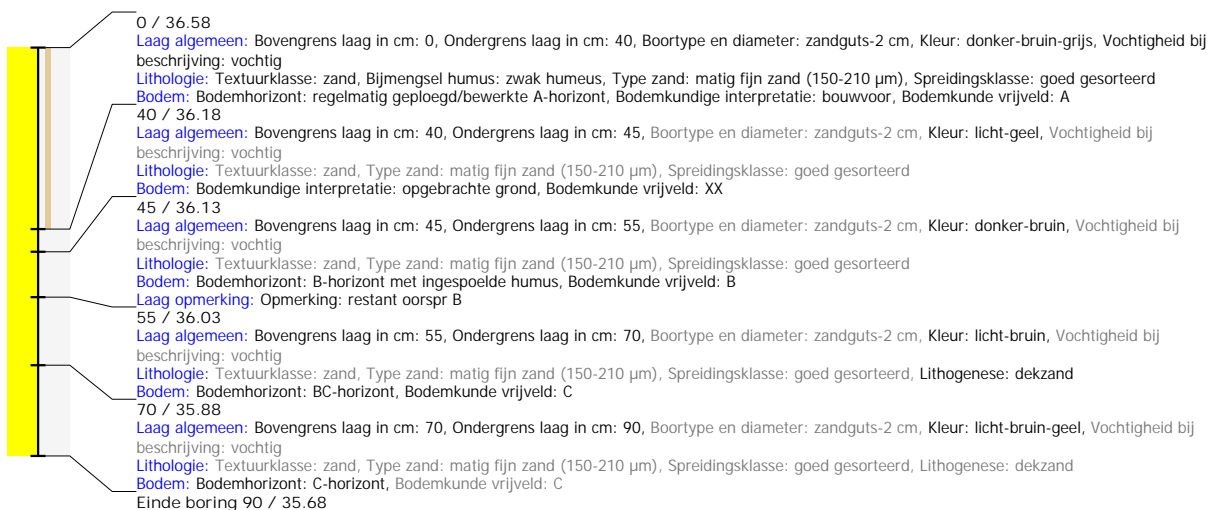 0 / 36.58
Laag algemeen: Bovengrens laag in cm: 0, Ondergrens laag in cm: 40, Boortype en diameter: zandguts-2 cm, Kleur: donker-bruin-grijs, Vochtigheid bij
beschrijving: vochtig
Lithologie: Textuurklasse: zand, Bijmengsel humus: zwak humeus, Type zand: matig fijn zand (150-210 µm), Spreidingsklasse: goed gesorteerd
Bodem: Bodemhorizont: regelmatig geploegd/bewerkte A-horizont, Bodemkundige interpretatie: bouwvoor, Bodemkunde vrijveld: A
40 / 36.18
Laag algemeen: Bovengrens laag in cm: 40, Ondergrens laag in cm: 45, Boortype en diameter: zandguts-2 cm, Kleur: licht-geel, Vochtigheid bij
beschrijving: vochtig
Lithologie: Textuurklasse: zand, Type zand: matig fijn zand (150-210 µm), Spreidingsklasse: goed gesorteerd
Bodem: Bodemkundige interpretatie: opgebrachte grond, Bodemkunde vrijveld: XX
45 / 36.13
Laag algemeen: Bovengrens laag in cm: 45, Ondergrens laag in cm: 55, Boortype en diameter: zandguts-2 cm, Kleur: donker-bruin, Vochtigheid bij
beschrijving: vochtig
Lithologie: Textuurklasse: zand, Type zand: matig fijn zand (150-210 µm), Spreidingsklasse: goed gesorteerd
Bodem: Bodemhorizont: B-horizont met ingespoelde humus, Bodemkunde vrijveld: B
Laag opmerking: Opmerking: restant oorspr B
55 / 36.03
Laag algemeen: Bovengrens laag in cm: 55, Ondergrens laag in cm: 70, Boortype en diameter: zandguts-2 cm, Kleur: licht-bruin, Vochtigheid bij
beschrijving: vochtig
Lithologie: Textuurklasse: zand, Type zand: matig fijn zand (150-210 µm), Spreidingsklasse: goed gesorteerd, Lithogenese: dekzand
Bodem: Bodemhorizont: BC-horizont, Bodemkunde vrijveld: C
70 / 35.88
Laag algemeen: Bovengrens laag in cm: 70, Ondergrens laag in cm: 90, Boortype en diameter: zandguts-2 cm, Kleur: licht-bruin-geel, Vochtigheid bij
beschrijving: vochtig
Lithologie: Textuurklasse: zand, Type zand: matig fijn zand (150-210 µm), Spreidingsklasse: goed gesorteerd, Lithogenese: dekzand
Bodem: Bodemhorizont: C-horizont, Bodemkunde vrijveld: C
Einde boring 90 / 35.68